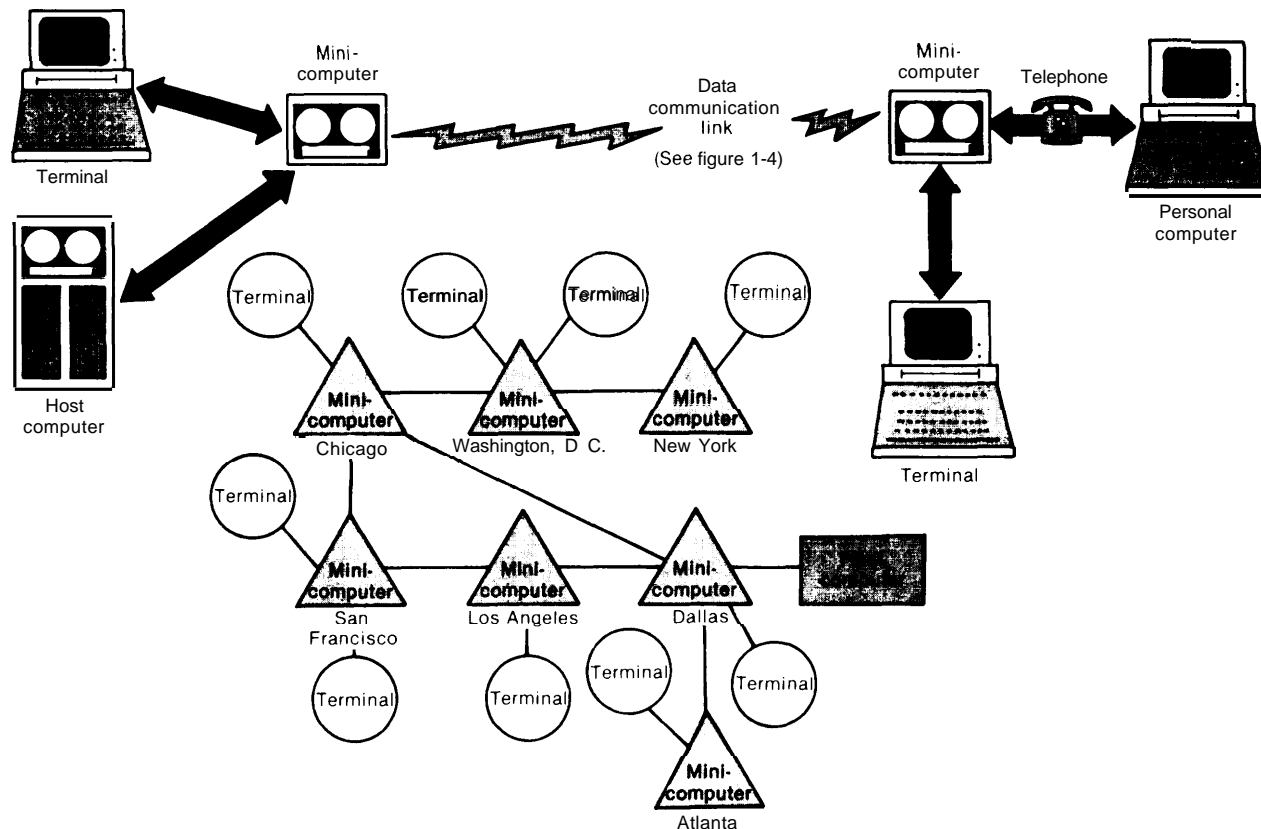 Mini-
computer
Mini-
computer
Telephone
Data
communication
link
(See figure 1-4)
Terminal
Personal
computer
Host
computer
Terminal
Terminal
Terminal
Terminal
Terminal
Mini-
computer
Chicago
Mini-
computer
Washington, D C.
Mini-
computer
New York
Terminal
Mini-
computer
San
Francisco
Mini-
computer
Los Angeles
Mini-
computer
Dallas
computer
Terminal
Terminal
Terminal
Terminal
Mini-
computer
Atlanta